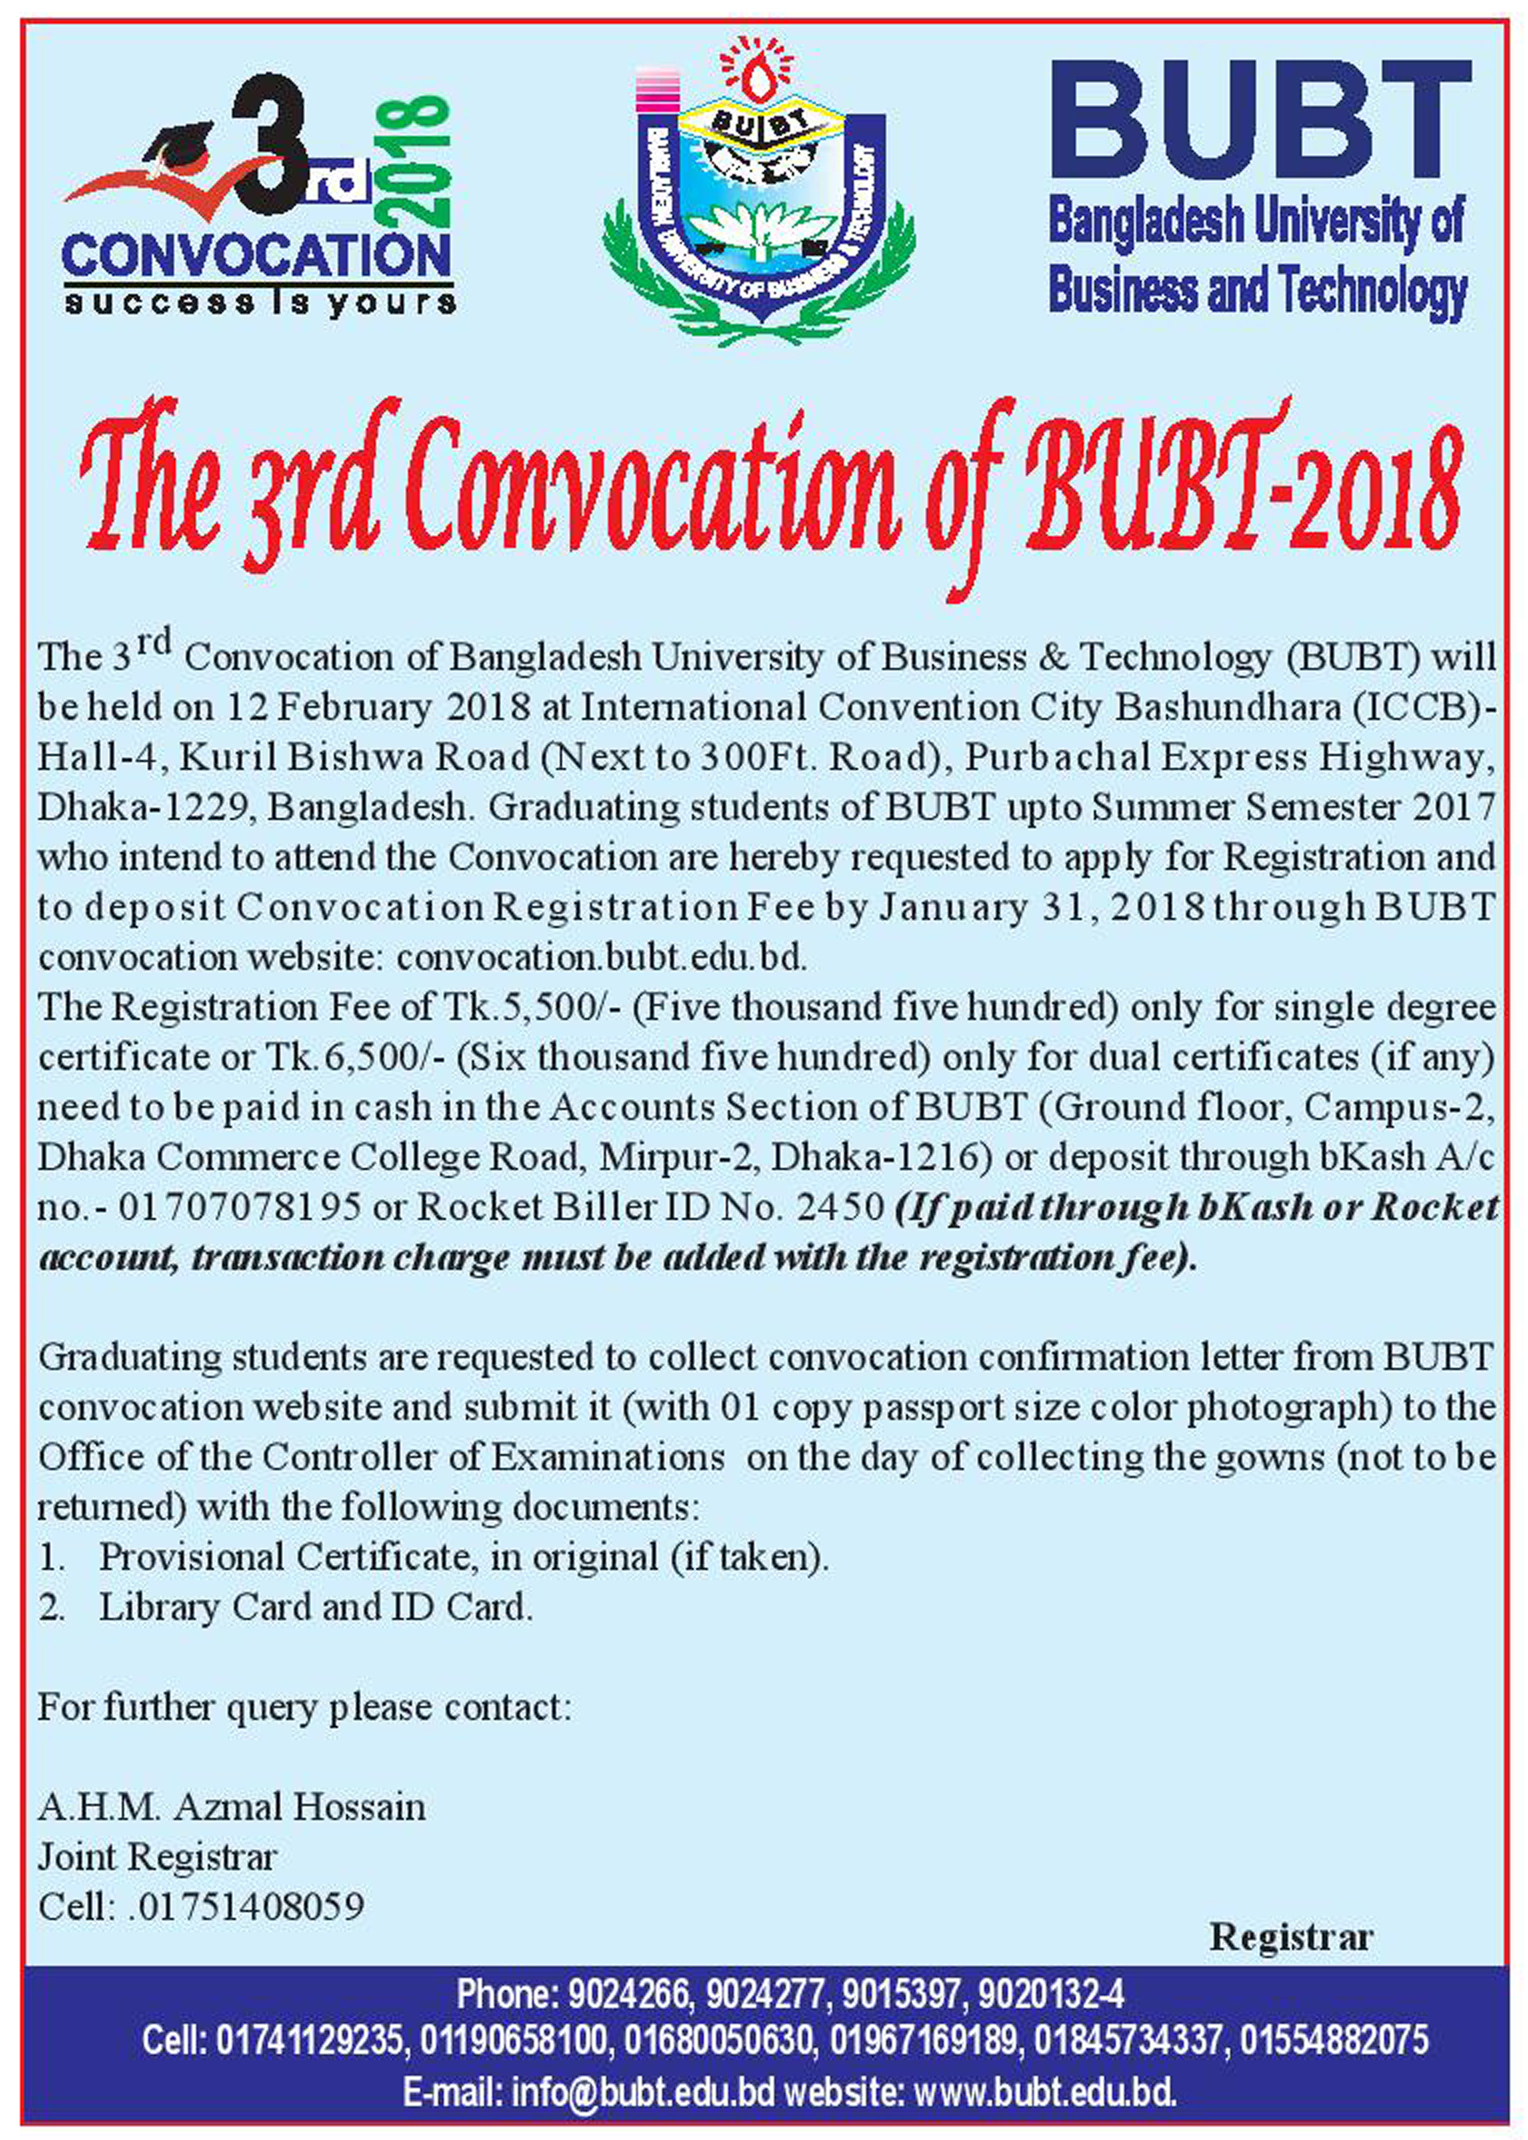 3rd 2018
CONVOCATION
success is yours
BUBT
BANGLADESH UNIVERSITY OF BUSINESS & TECHNOLOGY
BUBT
Bangladesh University of
Business and Technology
The 3rd Convocation of BUBT-2018
The 3rd Convocation of Bangladesh University of Business & Technology (BUBT) will
be held on 12 February 2018 at International Convention City Bashundhara (ICCB)-
Hall-4, Kuril Bishwa Road (Next to 300Ft. Road), Purbachal Express Highway,
Dhaka-1229, Bangladesh. Graduating students of BUBT upto Summer Semester 2017
who intend to attend the Convocation are hereby requested to apply for Registration and
to deposit Convocation Registration Fee by January 31, 2018 through BUBT
convocation website: convocation.bubt.edu.bd.
The Registration Fee of Tk.5,500/- (Five thousand five hundred) only for single degree
certificate or Tk.6,500/- (Six thousand five hundred) only for dual certificates (if any)
need to be paid in cash in the Accounts Section of BUBT (Ground floor, Campus-2,
Dhaka Commerce College Road, Mirpur-2, Dhaka-1216) or deposit through bKash A/c
no.- 01707078195 or Rocket Biller ID No. 2450 (If paid through bKash or Rocket
account, transaction charge must be added with the registration fee).
Graduating students are requested to collect convocation confirmation letter from BUBT
convocation website and submit it (with 01 copy passport size color photograph) to the
Office of the Controller of Examinations on the day of collecting the gowns (not to be
returned) with the following documents:
1. Provisional Certificate, in original (if taken).
2. Library Card and ID Card.
For further query please contact:
A.H.M. Azmal Hossain
Joint Registrar
Cell: .01751408059
Registrar
Phone: 9024266, 9024277, 9015397, 9020132-4
Cell: 01741129235, 01190658100, 01680050630, 01967169189, 01845734337, 01554882075
E-mail: info@bubt.edu.bd website: www.bubt.edu.bd.